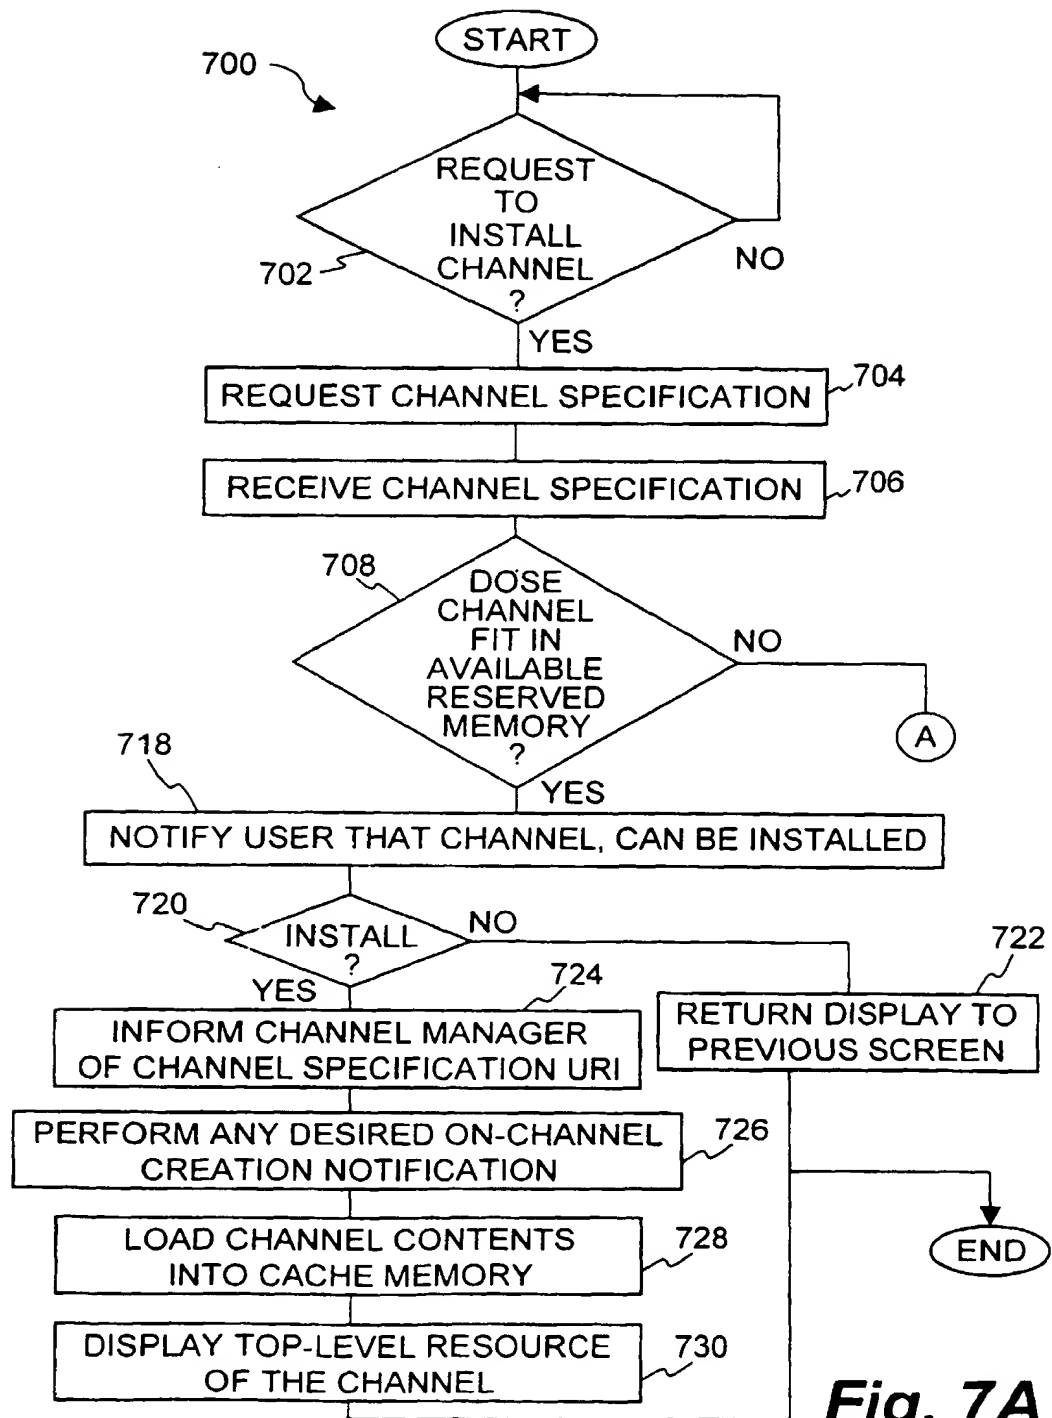 START
700
REQUEST
TO
INSTALL
CHANNEL
?
702
NO
YES
REQUEST CHANNEL SPECIFICATION
704
RECEIVE CHANNEL SPECIFICATION
706
708
DOSE
CHANNEL
FIT IN
AVAILABLE
RESERVED
MEMORY
?
NO
A
718
YES
NOTIFY USER THAT CHANNEL, CAN BE INSTALLED
720
INSTALL
?
NO
722
YES
724
RETURN DISPLAY TO
PREVIOUS SCREEN
INFORM CHANNEL MANAGER
OF CHANNEL SPECIFICATION URI
PERFORM ANY DESIRED ON-CHANNEL
CREATION NOTIFICATION
726
END
LOAD CHANNEL CONTENTS
INTO CACHE MEMORY
728
DISPLAY TOP-LEVEL RESOURCE
OF THE CHANNEL
730
Fig. 7A